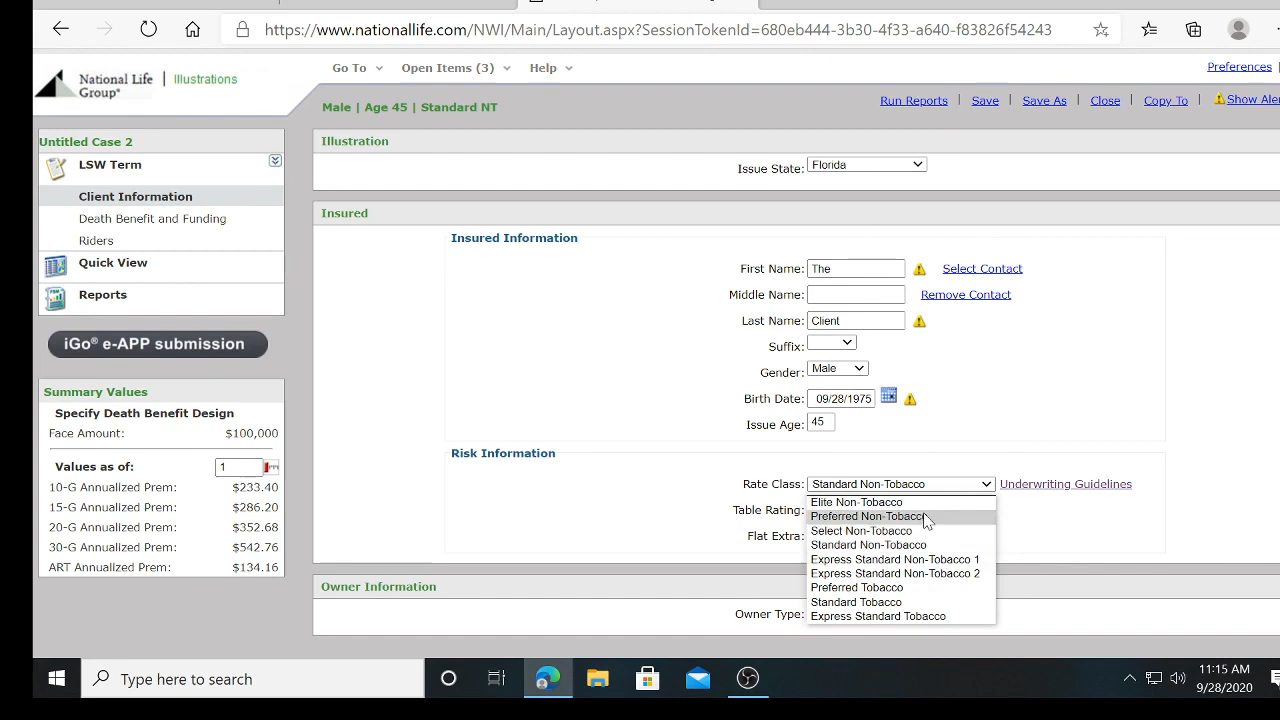 https://www.nationallife.com/NWI/Main/Layout.aspx?SessionTokenId=680eb444-3b30-4f33-a640-f83826f54243
National Life Group® | Illustrations
Go To Open Items (3) Help
Preferences
Male | Age 45 | Standard NT
Run Reports | Save | Save As | Close | Copy To | Show Aler
Untitled Case 2
LSW Term
Client Information
Death Benefit and Funding
Riders
Quick View
Reports
iGo® e-APP submission
Summary Values
Specify Death Benefit Design
Face Amount: $100,000
Values as of: 1
10-G Annualized Prem: $233.40
15-G Annualized Prem: $286.20
20-G Annualized Prem: $352.68
30-G Annualized Prem: $542.76
ART Annualized Prem: $134.16
Illustration
Issue State: Florida
Insured
Insured Information
First Name: The Select Contact
Middle Name: Remove Contact
Last Name: Client
Suffix:
Gender: Male
Birth Date: 09/28/1975
Issue Age: 45
Risk Information
Rate Class: Standard Non-Tobacco Underwriting Guidelines
Table Rating:
Flat Extra:
Elite Non-Tobacco
Preferred Non-Tobacco
Select Non-Tobacco
Standard Non-Tobacco
Express Standard Non-Tobacco 1
Express Standard Non-Tobacco 2
Preferred Tobacco
Standard Tobacco
Express Standard Tobacco
Owner Information
Owner Type:
Type here to search
11:15 AM
9/28/2020